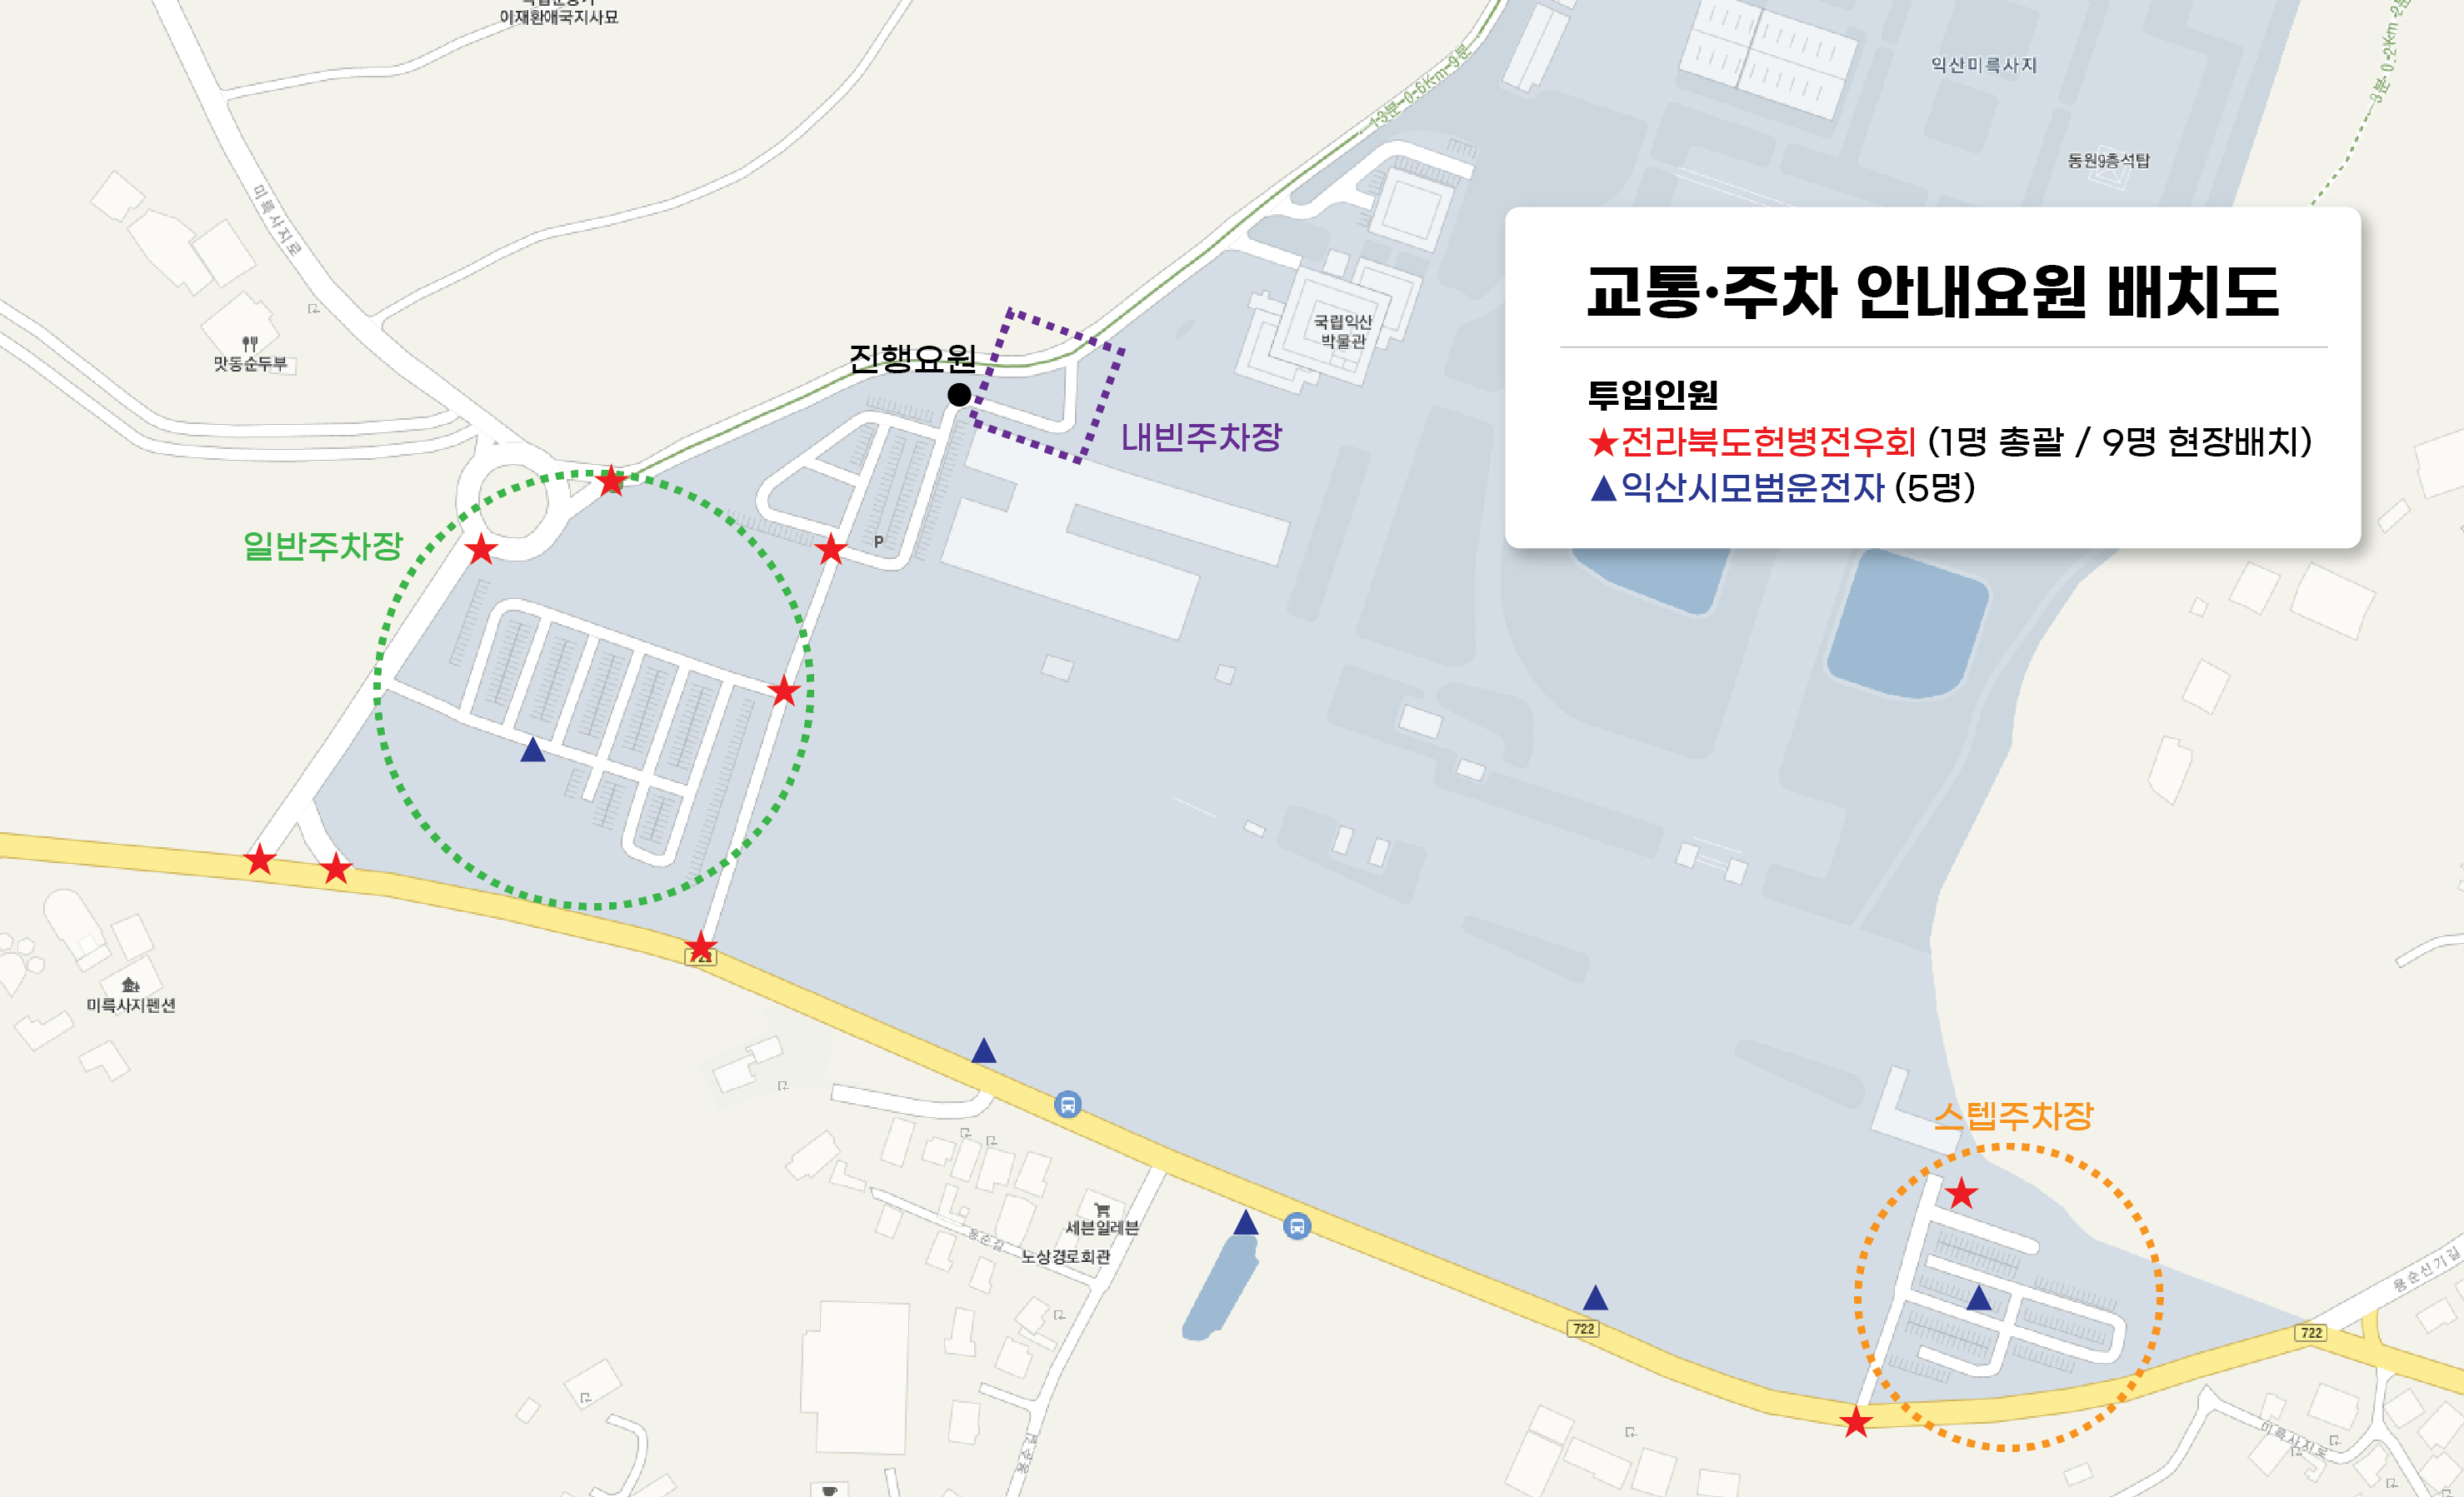 이재환애국지사묘
익산미륵사지
13분 0.6Km 9분
동원9층석탑
미륵사지로
교통·주차 안내요원 배치도
국립익산
박물관
진행요원
맛동순두부
투입인원
내빈주차장
★전라북도헌병전우회 (1명 총괄 / 9명 현장배치)
▲익산시모범운전자 (5명)
일반주차장
P
722
미륵사지펜션
스텝주차장
세븐일레븐
용순길
노상경로회관
용순신기길
722
722
미륵사지로